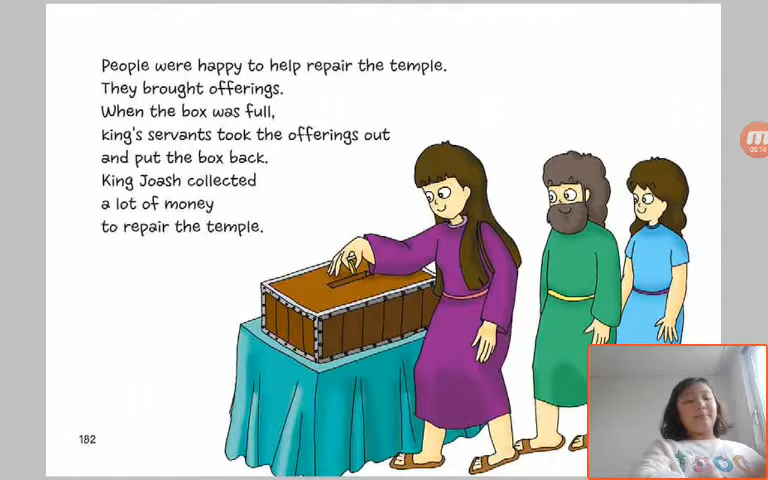 People were happy to help repair the temple.
They brought offerings.
When the box was full,
king's servants took the offerings out
and put the box back.
King Joash collected
a lot of money
to repair the temple.
182